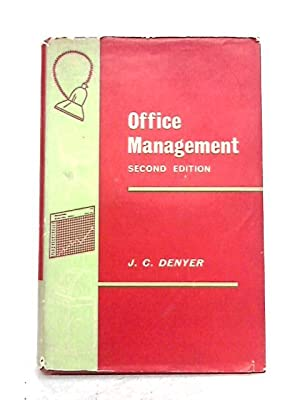 Office
Management
SECOND EDITION
J. C. DENYER